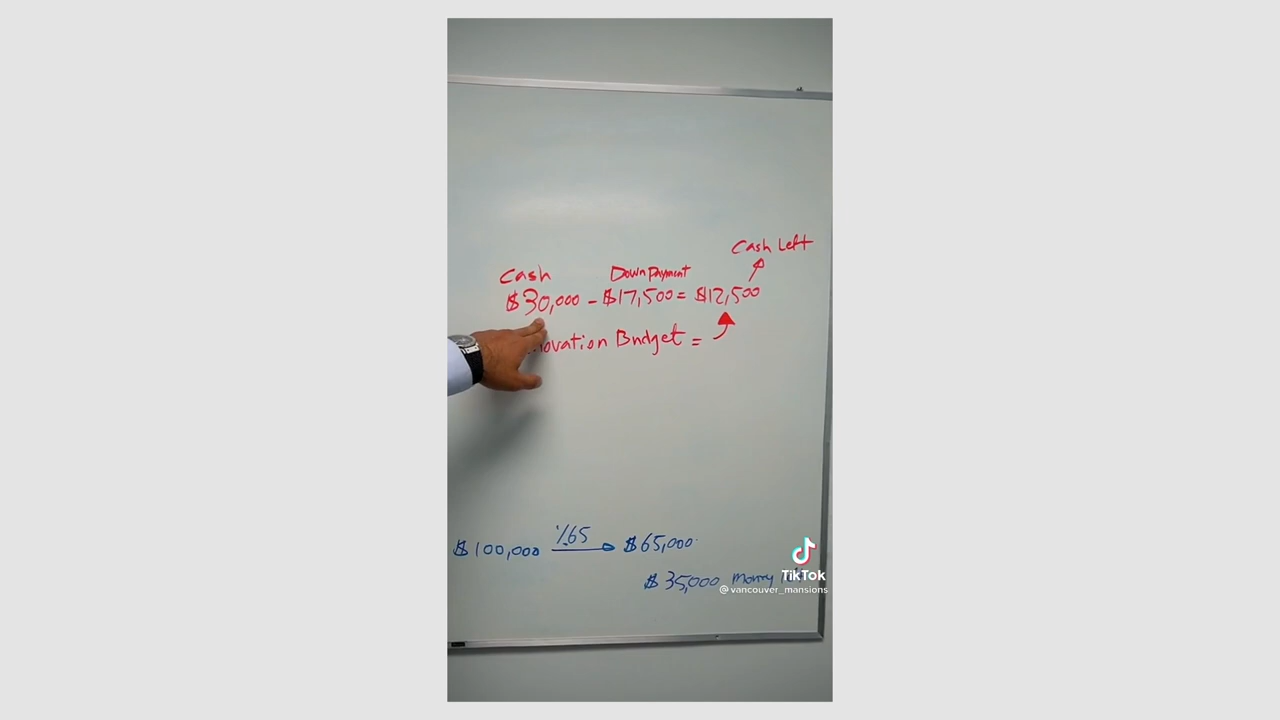 Cash Left
Cash Down Payment
$30,000 - $17,500 = $12,500
Budget =
%65
$100,000 → $65,000
$35,000 money
TikTok
@vancouver_mansions